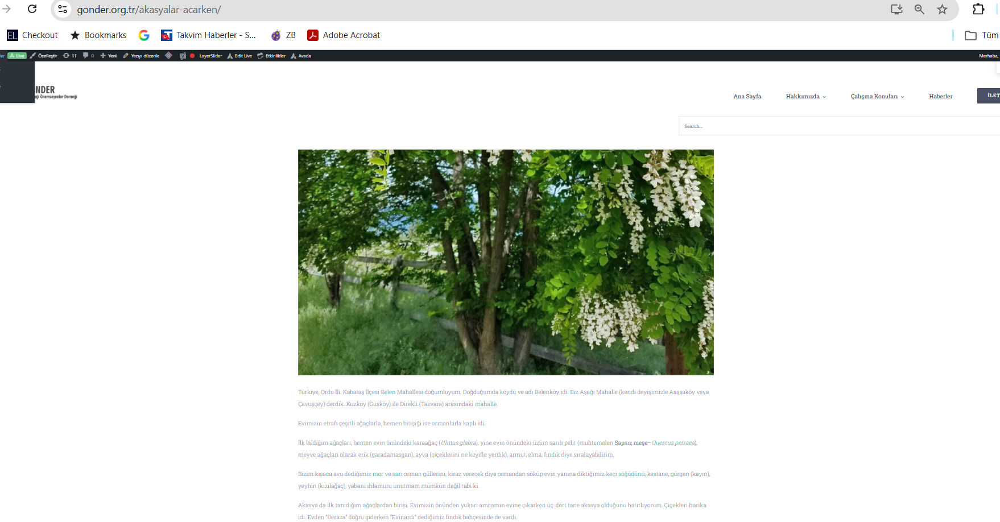 gonder.org.tr/akasyalar-acarken/
EL Checkout Bookmarks Takvim Haberler - S... ZB Adobe Acrobat Tüm
Live Özelleştir 11 0 Yeni Yazıyı düzenle LayerSlider Edit Live Etkinlikler Avada Merhaba,
Önemseyenler Derneği
Ana Sayfa Hakkımızda Çalışma Konuları Haberler İLET
Search...
Türkiye, Ordu İli, Kabataş İlçesi Belen Mahallesi doğumluyum. Doğduğumda köydü ve adı Belenköy idi. Biz Aşağı Mahalle (kendi deyişimizle Aaşşaköy veya
Çavuşçey) derdik. Kuzköy (Gusköy) ile Direkli (Tazvara) arasındaki mahalle.
Evimizin etrafı çeşitli ağaçlarla, hemen bitişiği ise ormanlarla kaplı idi.
İlk bildiğim ağaçları, hemen evin önündeki karaağaç (Ulmus glabra), yine evin önündeki üzüm sarılı pelit (muhtemelen Sapsız meşe–Quercus petraea),
meyve ağaçları olarak erik (garadamasgan), ayva (çiçeklerini ne keyifle yerdik), armut, elma, fındık diye sıralayabilirim.
Bizim kısaca avu dediğimiz mor ve sarı orman güllerini, kiraz verecek diye ormandan söküp evin yanına diktiğimiz keçi söğüdünü, kestane, gürgen (kayın),
yeyhin (kızılağaç), yabani ıhlamuru unutmam mümkün değil tabi ki.
Akasya da ilk tanıdığım ağaçlardan birisi. Evimizin önünden yukarı amcamın evine çıkarken üç-dört tane akasya olduğunu hatırlıyorum. Çiçekleri harika
idi. Evden “Deraza” doğru giderken “Evinardı” dediğimiz fındık bahçesinde de vardı.